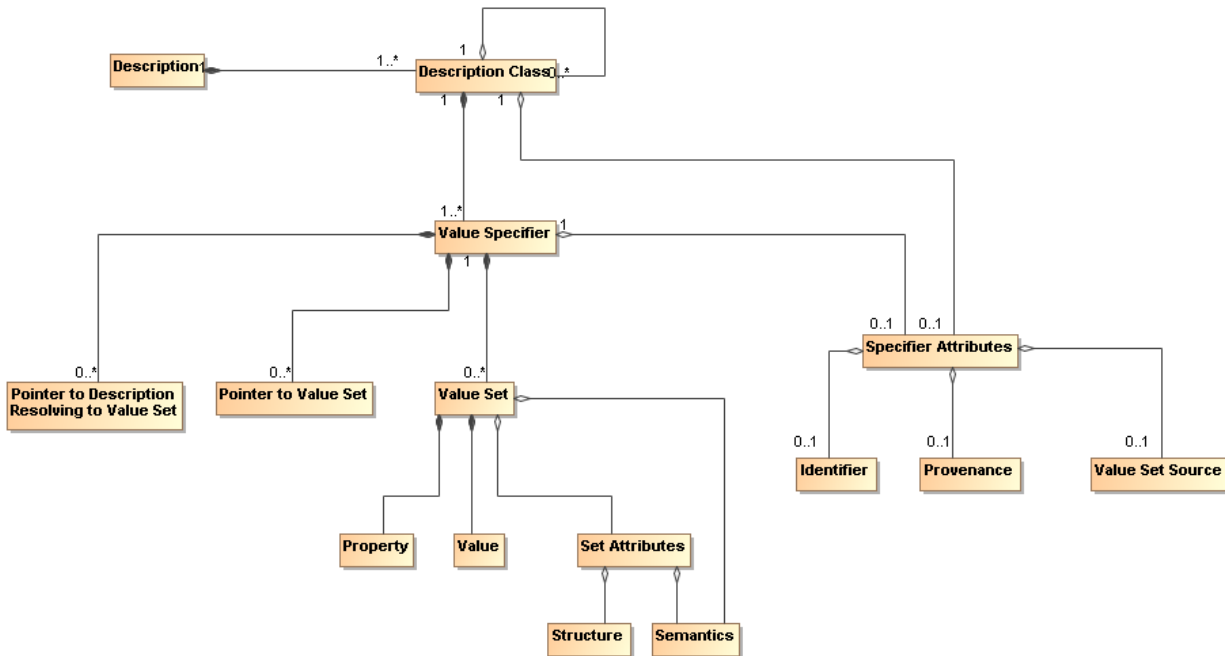 1
1..*
Description
1
Description Class
0..*
1
1
1..*
Value Specifier
1
1
0..1
0..1
Specifier Attributes
0..*
0..*
0..*
Pointer to Description
Resolving to Value Set
Pointer to Value Set
Value Set
0..1
0..1
0..1
Identifier
Provenance
Value Set Source
Property
Value
Set Attributes
Structure
Semantics